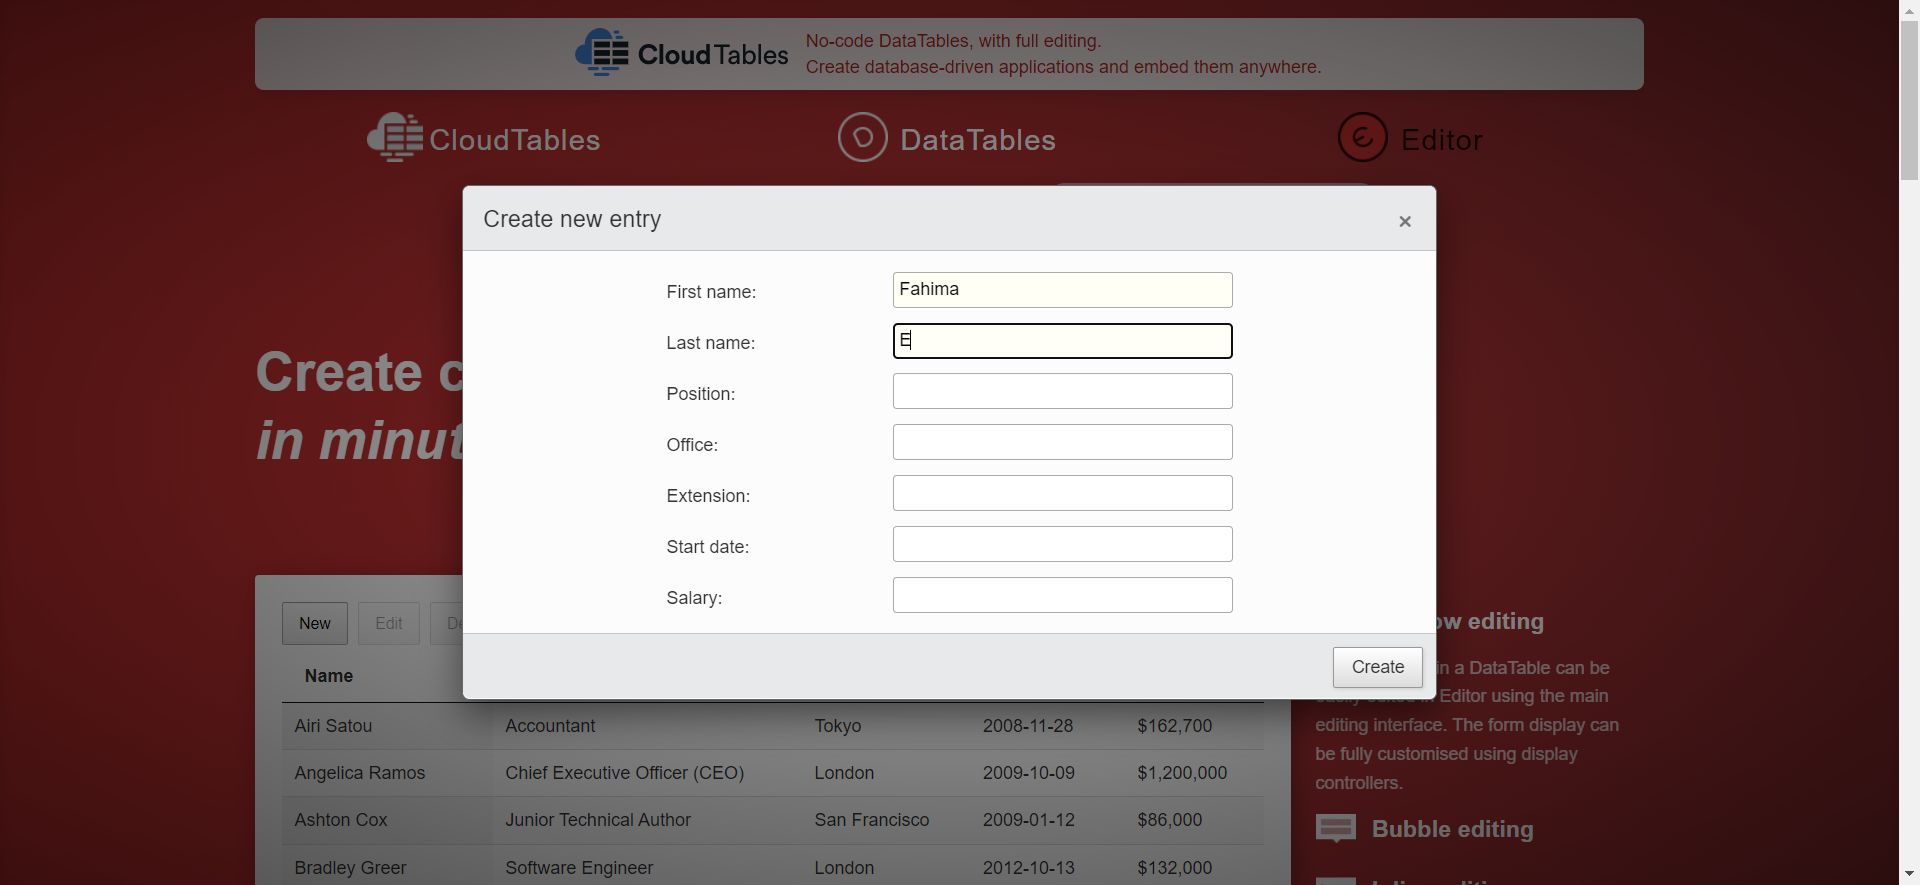 CloudTables
No-code DataTables, with full editing.
Create database-driven applications and embed them anywhere.
CloudTables
DataTables
Editor
Create new entry
×
First name:
Fahima
Last name:
E
Position:
Office:
Extension:
Start date:
Salary:
Create
Create c
in minut
New
Edit
De
Name
Airi Satou Accountant Tokyo 2008-11-28 $162,700
Angelica Ramos Chief Executive Officer (CEO) London 2009-10-09 $1,200,000
Ashton Cox Junior Technical Author San Francisco 2009-01-12 $86,000
Bradley Greer Software Engineer London 2012-10-13 $132,000
ow editing
in a DataTable can be
Editor using the main
editing interface. The form display can
be fully customised using display
controllers.
Bubble editing